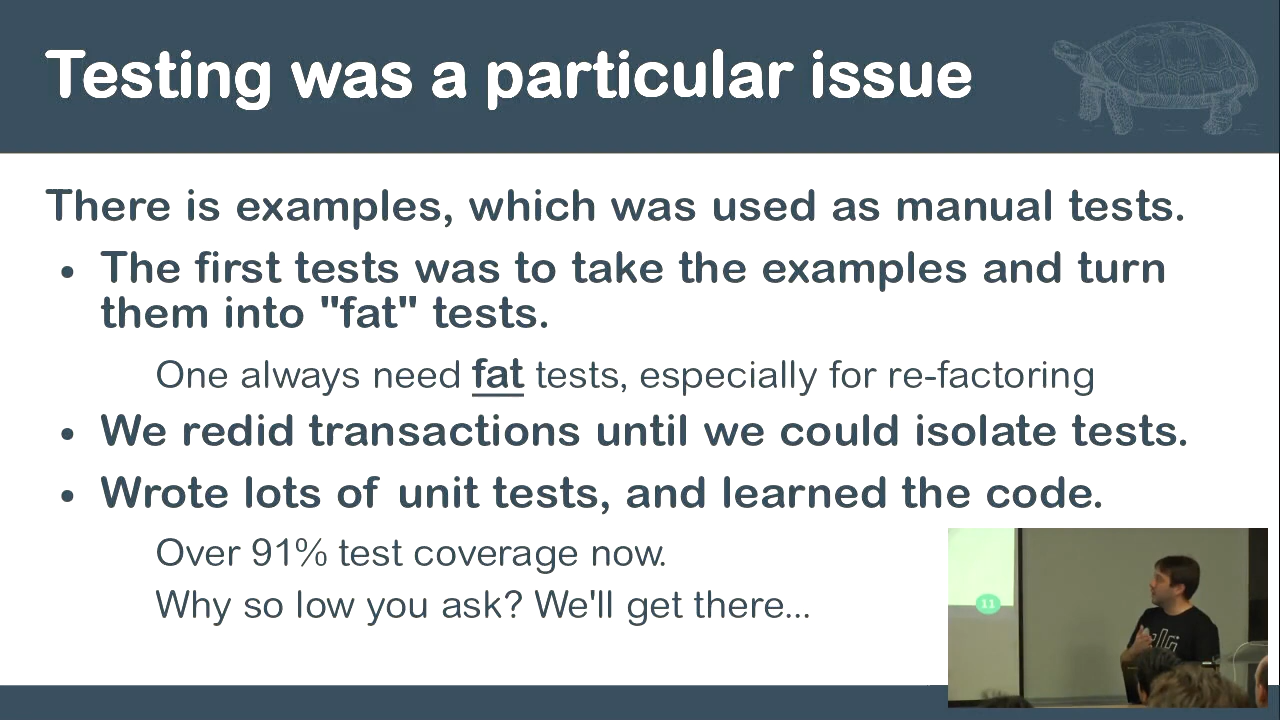 Testing was a particular issue
There is examples, which was used as manual tests.
• The first tests was to take the examples and turn
them into "fat" tests.
One always need fat tests, especially for re-factoring
• We redid transactions until we could isolate tests.
• Wrote lots of unit tests, and learned the code.
Over 91% test coverage now.
Why so low you ask? We'll get there...
11